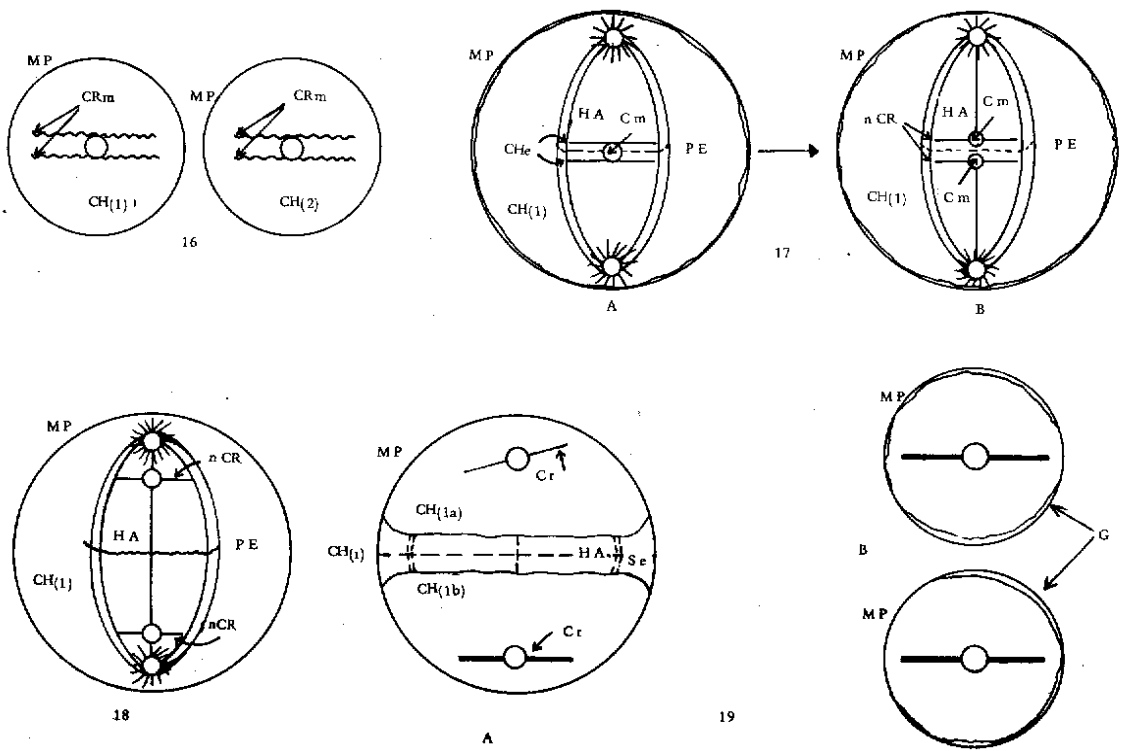 MP
CRm
CH(1)
MP
CRm
CH(2)
16
MP
HA
Cm
CHe
PE
CH(1)
A
MP
HA
Cm
nCR
PE
Cm
CH(1)
17
B
MP
nCR
HA
PE
CH(1)
nCR
18
MP
Cr
CH(1a)
CH(1)
HA
Se
CH(1b)
Cr
A
19
MP
B
G
MP